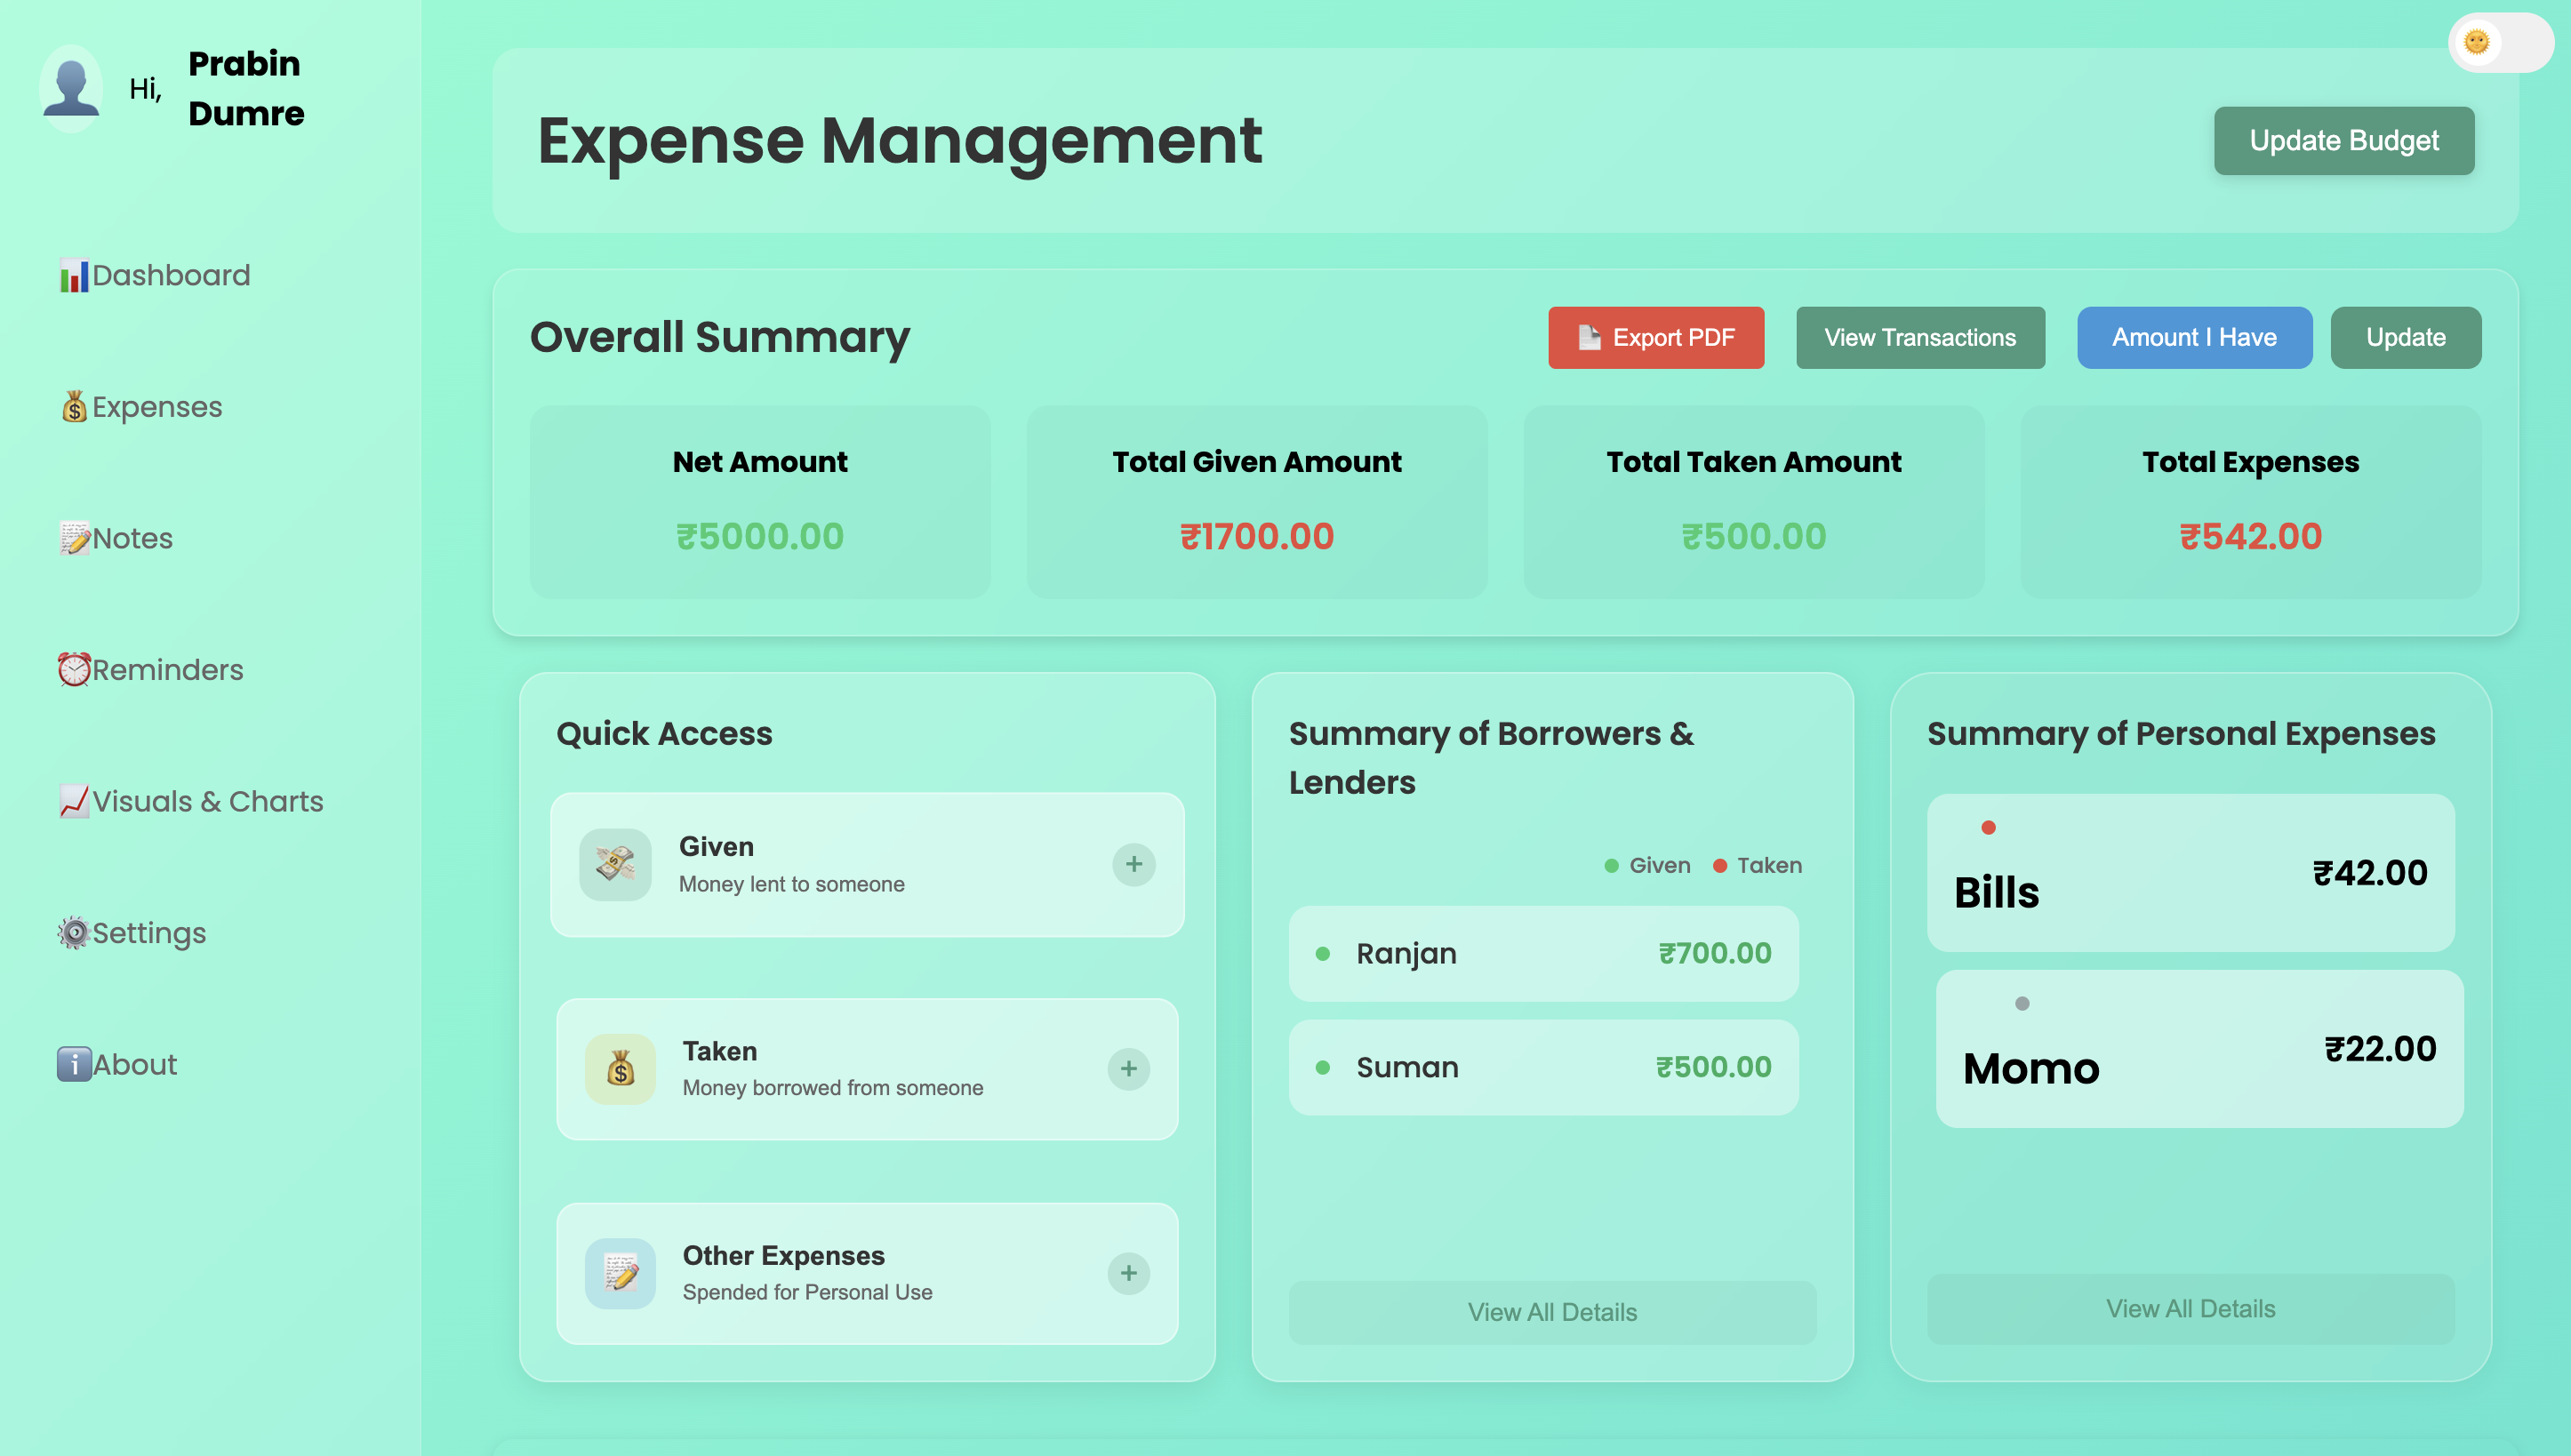 Hi,
Prabin
Dumre
Dashboard
Expenses
Notes
Reminders
Visuals & Charts
Settings
About
Expense Management
Update Budget
Overall Summary
Export PDF
View Transactions
Amount I Have
Update
Net Amount
₹5000.00
Total Given Amount
₹1700.00
Total Taken Amount
₹500.00
Total Expenses
₹542.00
Quick Access
Given
Money lent to someone
+
Taken
Money borrowed from someone
+
Other Expenses
Spended for Personal Use
+
Summary of Borrowers &
Lenders
Given
Taken
Ranjan ₹700.00
Suman ₹500.00
View All Details
Summary of Personal Expenses
Bills ₹42.00
Momo ₹22.00
View All Details